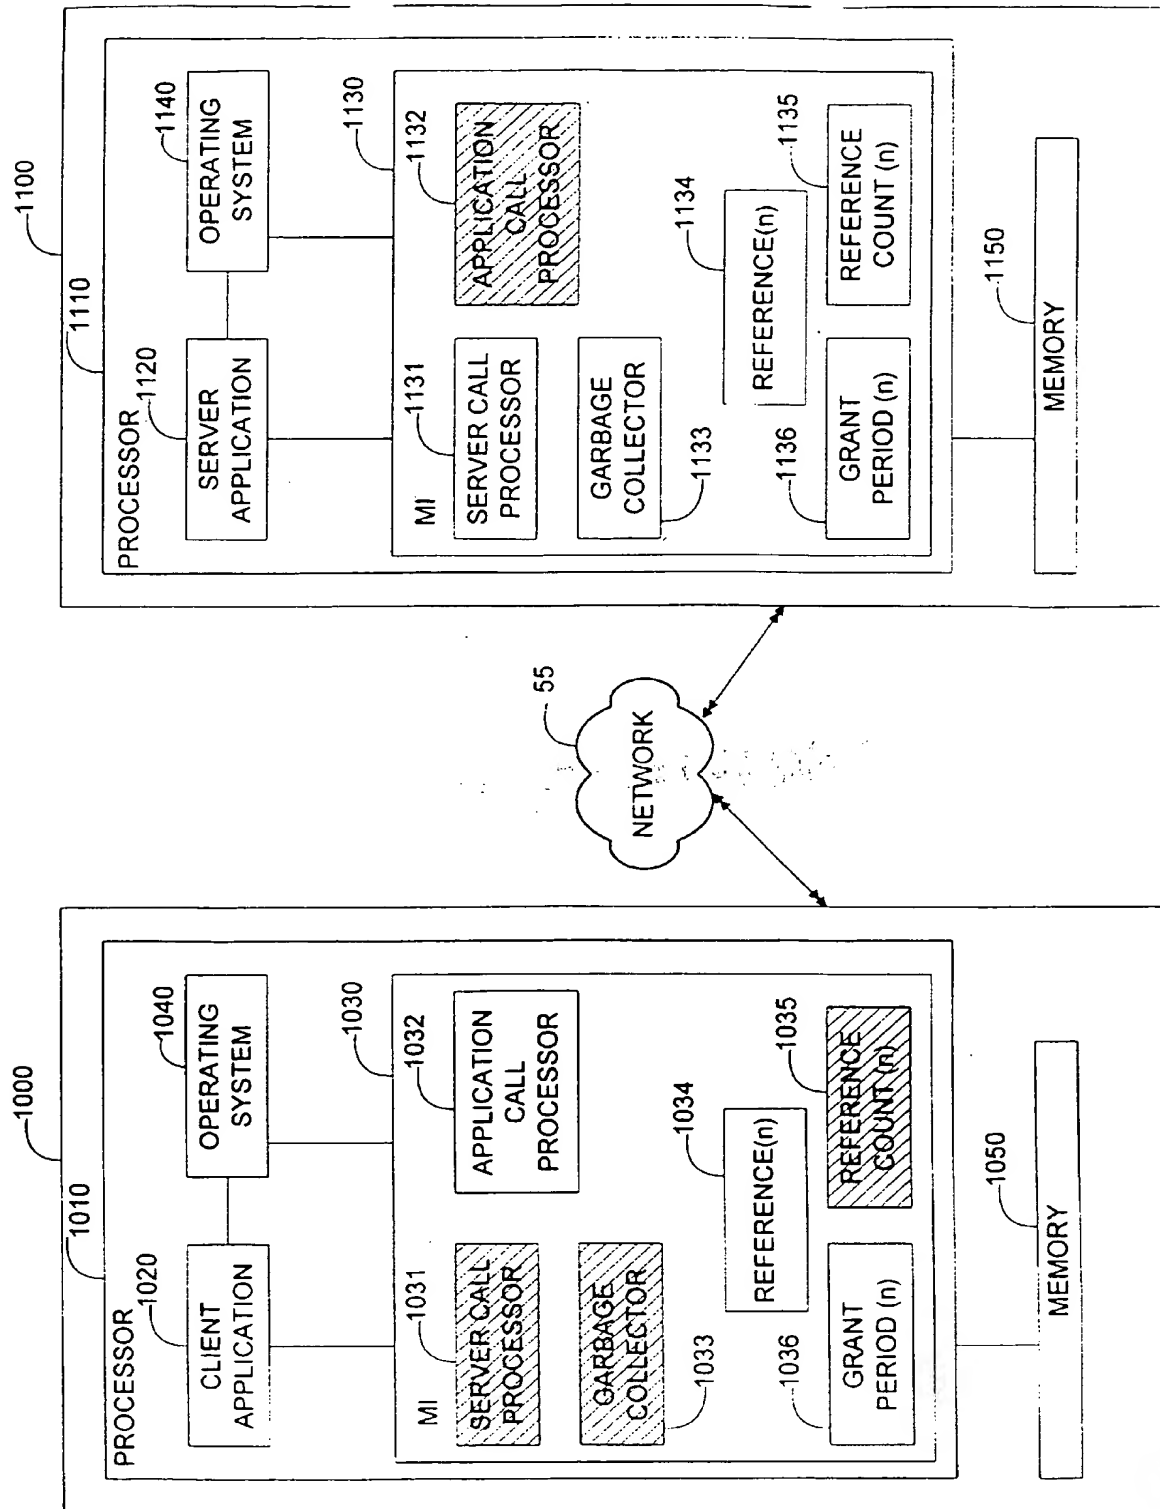 1000
1010
PROCESSOR
1020
CLIENT
APPLICATION
1040
OPERATING
SYSTEM
1030
MI
1031
SERVER CALL
PROCESSOR
1032
APPLICATION
CALL
PROCESSOR
GARBAGE
COLLECTOR
1033
1034
REFERENCE(n)
1036
GRANT
PERIOD (n)
1035
REFERENCE
COUNT (n)
1050
MEMORY
55
NETWORK
1100
1110
PROCESSOR
1120
SERVER
APPLICATION
1140
OPERATING
SYSTEM
1130
MI
1131
SERVER CALL
PROCESSOR
1132
APPLICATION
CALL
PROCESSOR
GARBAGE
COLLECTOR
1133
1134
REFERENCE(n)
1136
GRANT
PERIOD (n)
1135
REFERENCE
COUNT (n)
1150
MEMORY